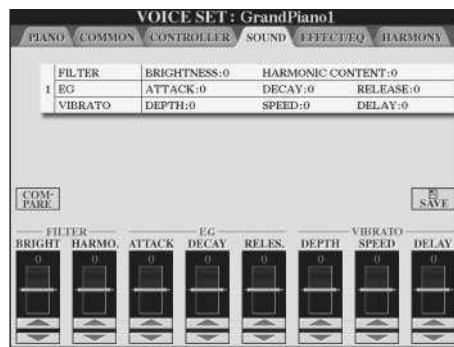 VOICE SET : GrandPiano1
PIANO COMMON CONTROLLER SOUND EFFECT/EQ HARMONY
FILTER BRIGHTNESS:0 HARMONIC CONTENT:0
1 EG ATTACK:0 DECAY:0 RELEASE:0
VIBRATO DEPTH:0 SPEED:0 DELAY:0
COM-
PARE
SAVE
FILTER EG VIBRATO
BRIGHT HARMO. ATTACK DECAY RELES. DEPTH SPEED DELAY
0 0 0 0 0 0 0 0